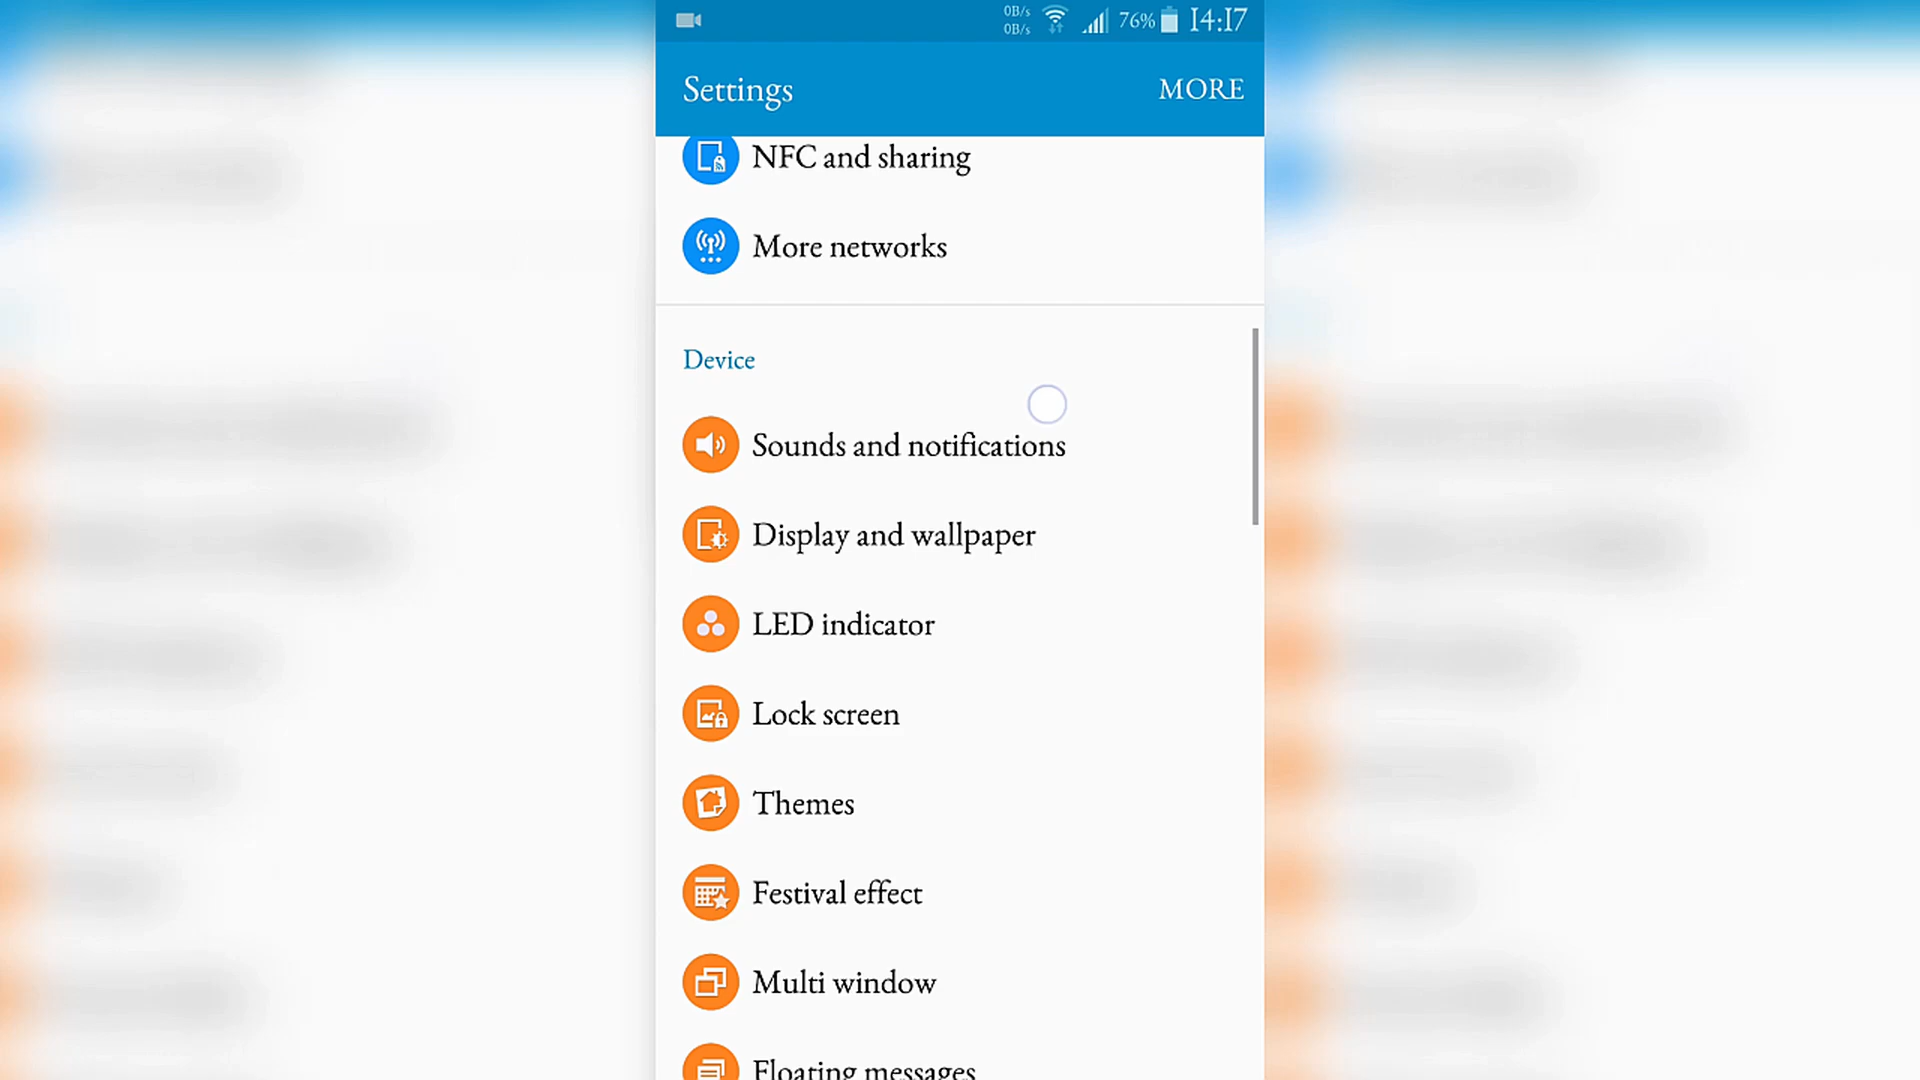 0B/s
0B/s
76%
14:17
Settings
MORE
NFC and sharing
More networks
Device
Sounds and notifications
Display and wallpaper
LED indicator
Lock screen
Themes
Festival effect
Multi window
Floating messages